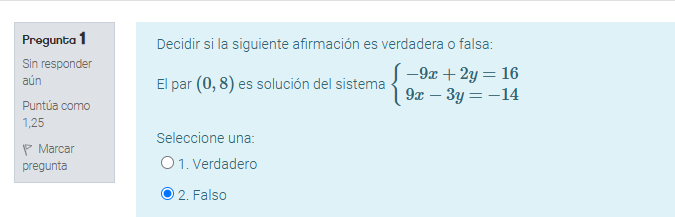 Pregunta 1
Sin responder
aún
Puntúa como
1,25
Marcar
pregunta
Decidir si la siguiente afirmación es verdadera o falsa:
El par (0, 8) es solución del sistema { −9x + 2y = 16
9x − 3y = −14
Seleccione una:
1. Verdadero
2. Falso